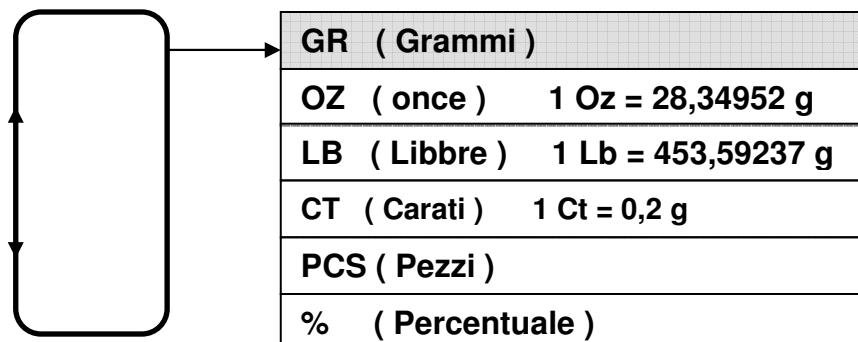 GR ( Grammi )
OZ ( once ) 1 Oz = 28,34952 g
LB ( Libbre ) 1 Lb = 453,59237 g
CT ( Carati ) 1 Ct = 0,2 g
PCS ( Pezzi )
% ( Percentuale )